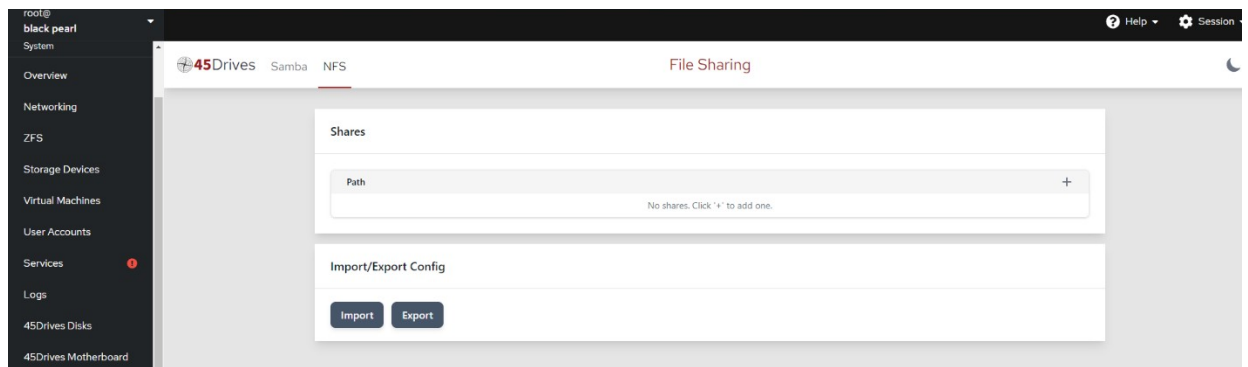 root@
black pearl
Help
Session
System
Overview
Networking
ZFS
Storage Devices
Virtual Machines
User Accounts
Services
Logs
45Drives Disks
45Drives Motherboard
45Drives
Samba
NFS
File Sharing
Shares
Path
No shares. Click '+' to add one.
Import/Export Config
Import
Export